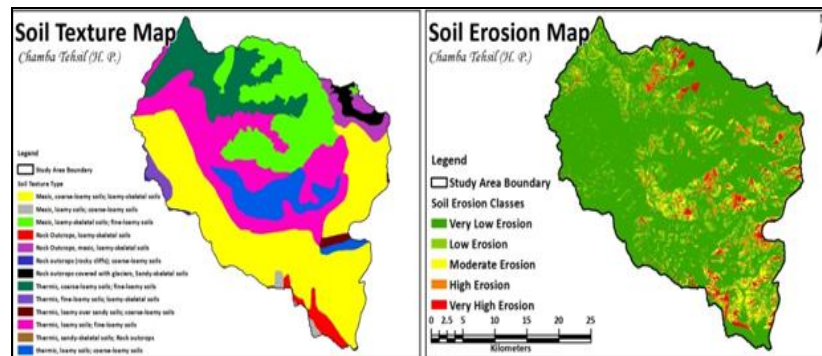 Soil Texture Map
Chamba Tehsil (H. P.)
Legend
Study Area Boundary
Soil Texture Type
Mesic, coarse-loamy soils; loamy-skeletal soils
Mesic, loamy soils; coarse-loamy soils
Mesic, loamy-skeletal soils; fine-loamy soils
Rock Outcrops, loamy-skeletal soils
Rock Outcrops, mesic, loamy-skeletal soils
Rock outcrops (rocky cliffs); coarse-loamy soils
Rock outcrops covered with glaciers, Sandy-skeletal soils
Thermic, coarse-loamy soils; fine-loamy soils
Thermic, fine-loamy soils; loamy-skeletal soils
Thermic, loamy over sandy soils; coarse-loamy soils
Thermic, loamy soils; fine-loamy soils
Thermic, sandy-skeletal soils; Rock outcrops
thermic, loamy soils; coarse-loamy soils
Soil Erosion Map
Chamba Tehsil (H. P.)
Legend
Study Area Boundary
Soil Erosion Classes
Very Low Erosion
Low Erosion
Moderate Erosion
High Erosion
Very High Erosion
0 2.5 5 10 15 20 25
Kilometers